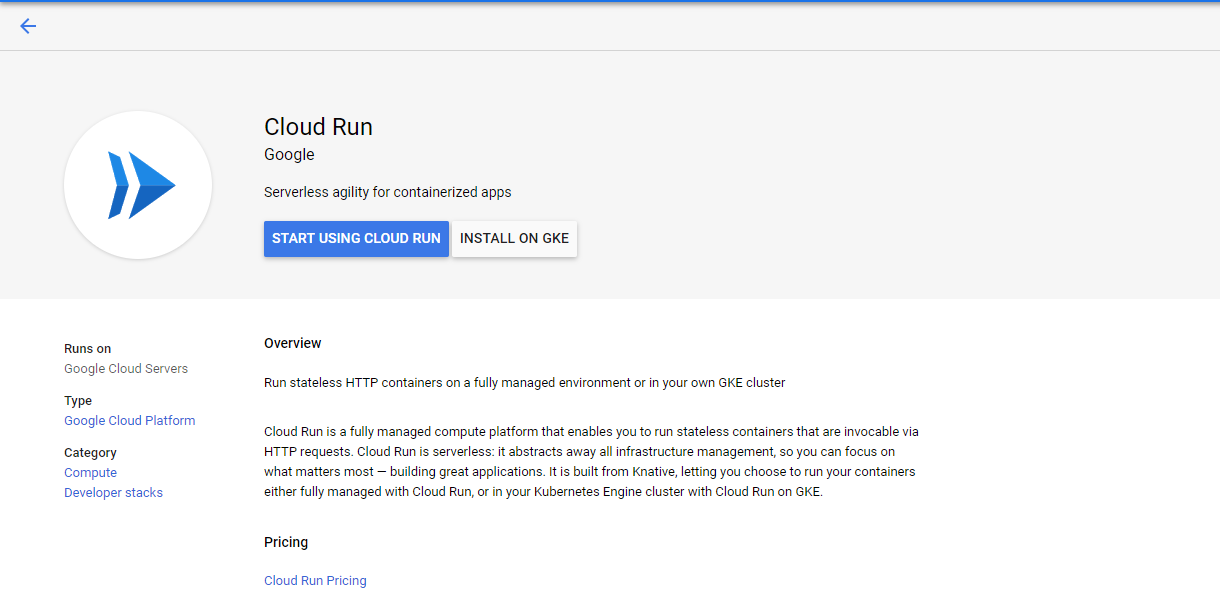 Cloud Run
Google
Serverless agility for containerized apps
START USING CLOUD RUN
INSTALL ON GKE
Runs on
Google Cloud Servers
Type
Google Cloud Platform
Category
Compute
Developer stacks
Overview
Run stateless HTTP containers on a fully managed environment or in your own GKE cluster
Cloud Run is a fully managed compute platform that enables you to run stateless containers that are invocable via
HTTP requests. Cloud Run is serverless: it abstracts away all infrastructure management, so you can focus on
what matters most — building great applications. It is built from Knative, letting you choose to run your containers
either fully managed with Cloud Run, or in your Kubernetes Engine cluster with Cloud Run on GKE.
Pricing
Cloud Run Pricing